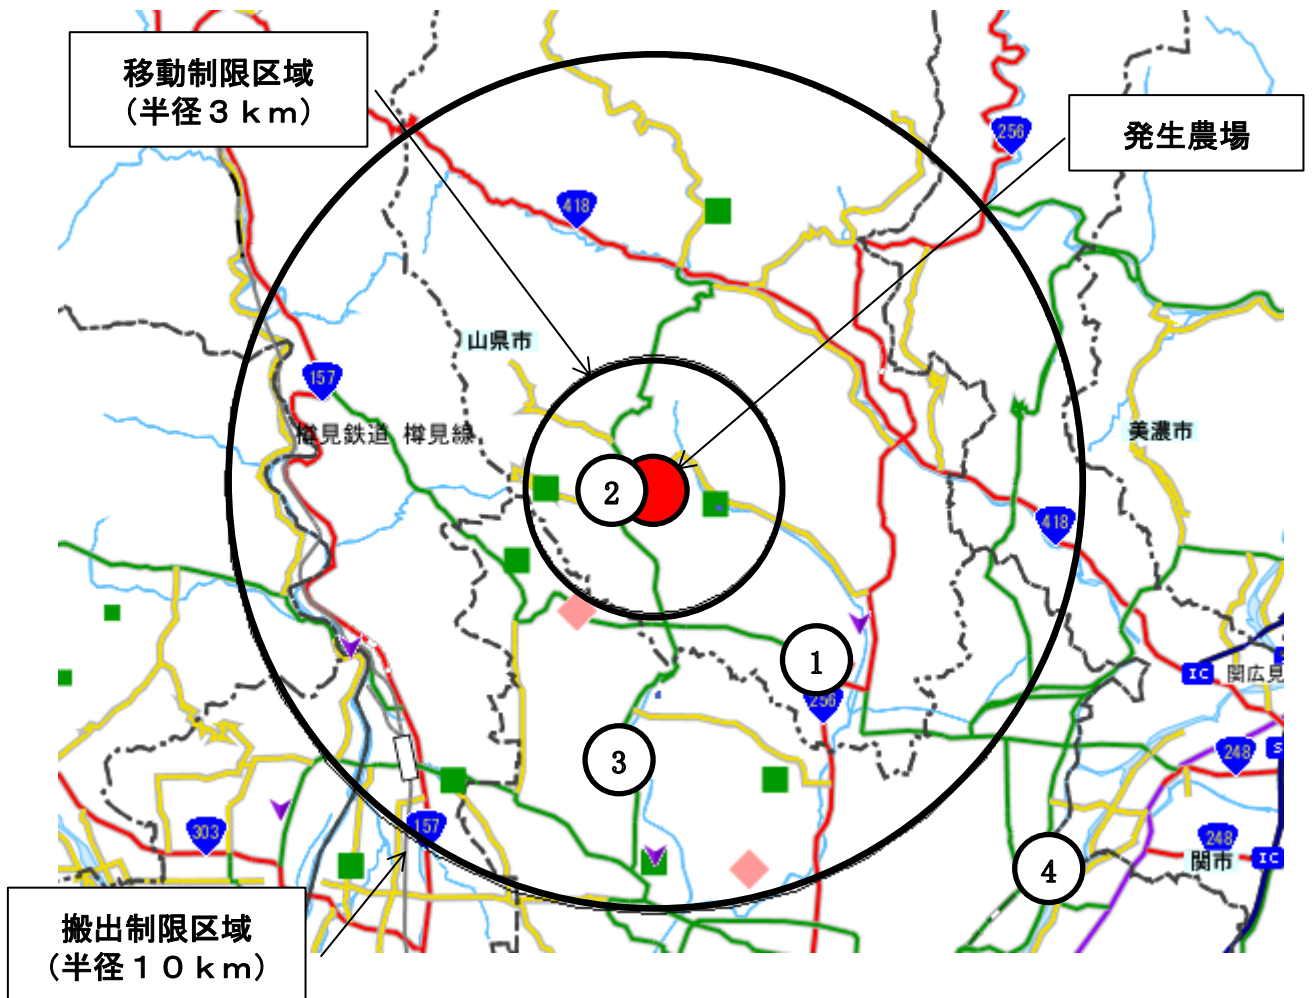 移動制限区域
（半径３ｋｍ）
256
発生農場
418
山県市
157
樽見鉄道 樽見線
美濃市
2
418
1
IC
関広見
256
3
248
S
303
157
248
関市
IC
4
搬出制限区域
（半径１０ｋｍ）